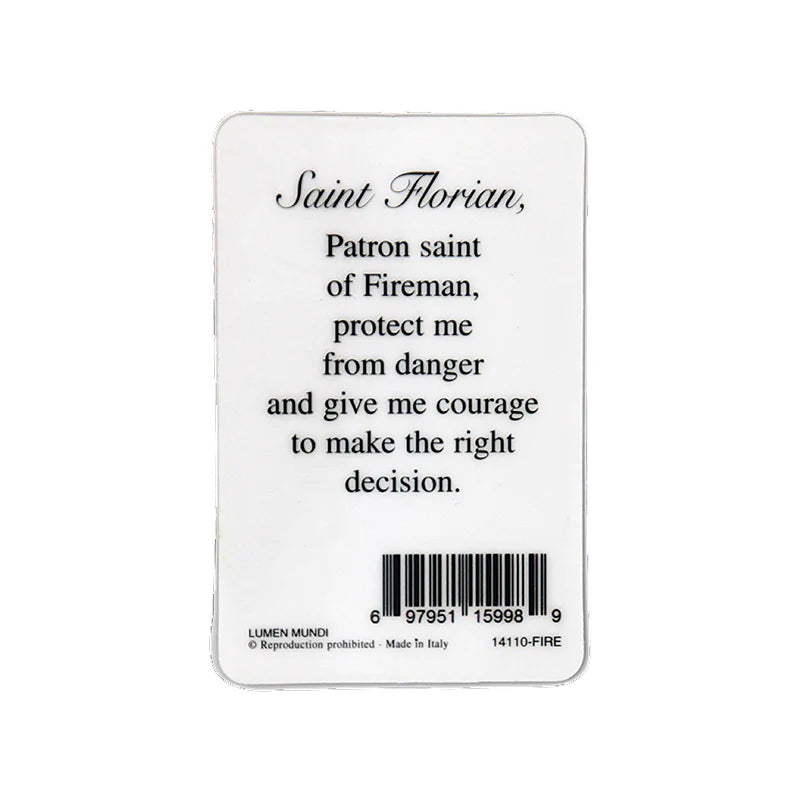 Saint Florian,
Patron saint
of Fireman,
protect me
from danger
and give me courage
to make the right
decision.
6 97951 15998 9
LUMEN MUNDI
© Reproduction prohibited - Made in Italy
14110-FIRE